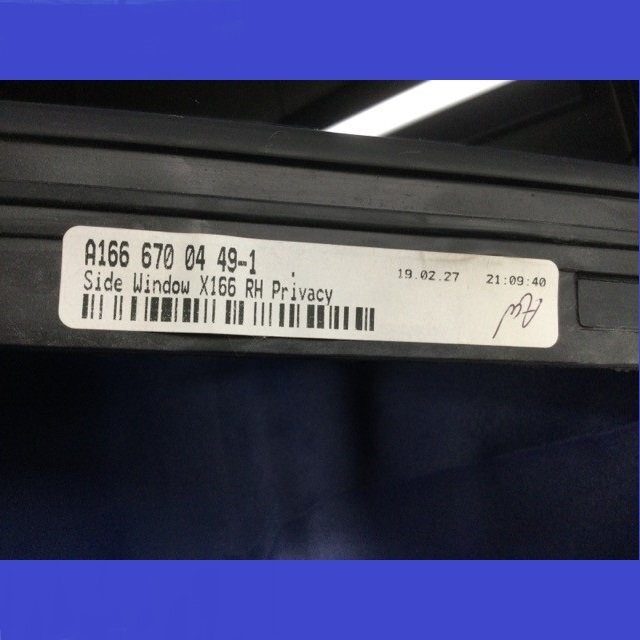 A166 670 04 49-1
Side Window X166 RH Privacy
19.02.27 21:09:40